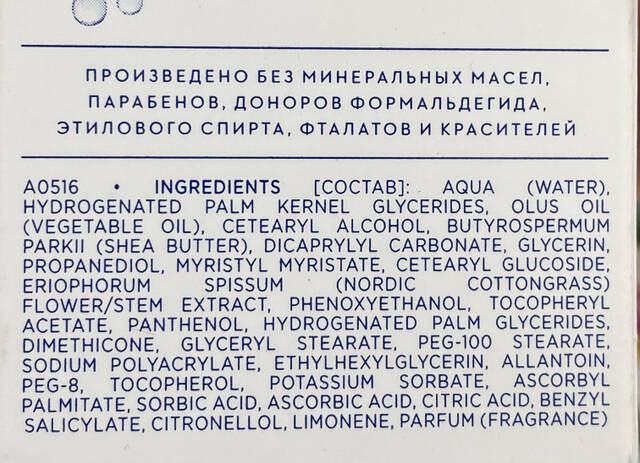 ПРОИЗВЕДЕНО БЕЗ МИНЕРАЛЬНЫХ МАСЕЛ,
ПАРАБЕНОВ, ДОНОРОВ ФОРМАЛЬДЕГИДА,
ЭТИЛОВОГО СПИРТА, ФТАЛАТОВ И КРАСИТЕЛЕЙ
A0516 • INGREDIENTS [СОСТАВ]: AQUA (WATER),
HYDROGENATED PALM KERNEL GLYCERIDES, OLUS OIL
(VEGETABLE OIL), CETEARYL ALCOHOL, BUTYROSPERMUM
PARKII (SHEA BUTTER), DICAPRYLYL CARBONATE, GLYCERIN,
PROPANEDIOL, MYRISTYL MYRISTATE, CETEARYL GLUCOSIDE,
ERIOPHORUM SPISSUM (NORDIC COTTONGRASS)
FLOWER/STEM EXTRACT, PHENOXYETHANOL, TOCOPHERYL
ACETATE, PANTHENOL, HYDROGENATED PALM GLYCERIDES,
DIMETHICONE, GLYCERYL STEARATE, PEG-100 STEARATE,
SODIUM POLYACRYLATE, ETHYLHEXYLGLYCERIN, ALLANTOIN,
PEG-8, TOCOPHEROL, POTASSIUM SORBATE, ASCORBYL
PALMITATE, SORBIC ACID, ASCORBIC ACID, CITRIC ACID, BENZYL
SALICYLATE, CITRONELLOL, LIMONENE, PARFUM (FRAGRANCE)